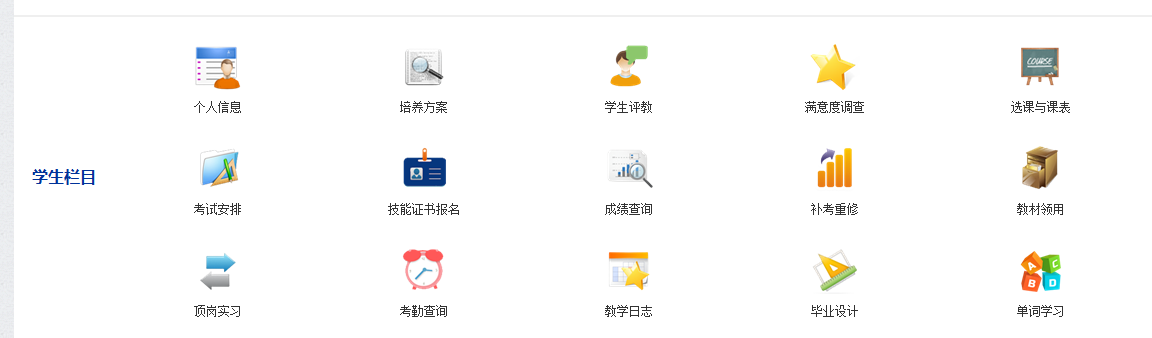 个人信息
培养方案
学生评教
满意度调查
COURSE
选课与课表
学生栏目
考试安排
技能证书报名
成绩查询
补考重修
教材领用
顶岗实习
考勤查询
教学日志
毕业设计
A
C
B
D
单词学习